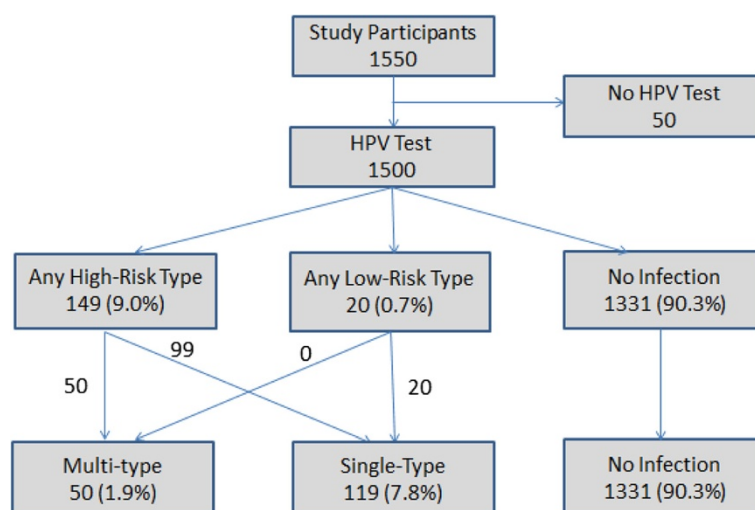 Study Participants
1550
No HPV Test
50
HPV Test
1500
Any High-Risk Type
149 (9.0%)
Any Low-Risk Type
20 (0.7%)
No Infection
1331 (90.3%)
50
99
0
20
Multi-type
50 (1.9%)
Single-Type
119 (7.8%)
No Infection
1331 (90.3%)